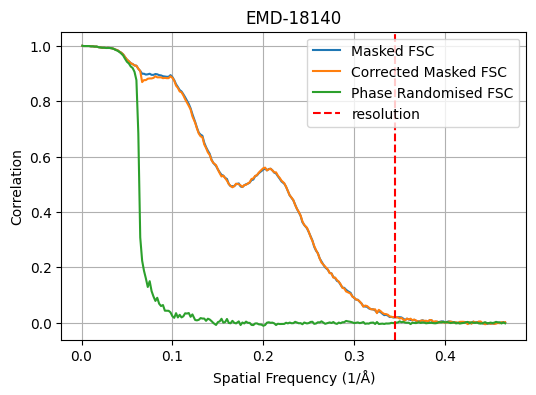 EMD-18140
Masked FSC
Corrected Masked FSC
Phase Randomised FSC
resolution
Correlation
1.0
0.8
0.6
0.4
0.2
0.0
0.0 0.1 0.2 0.3 0.4
Spatial Frequency (1/Å)